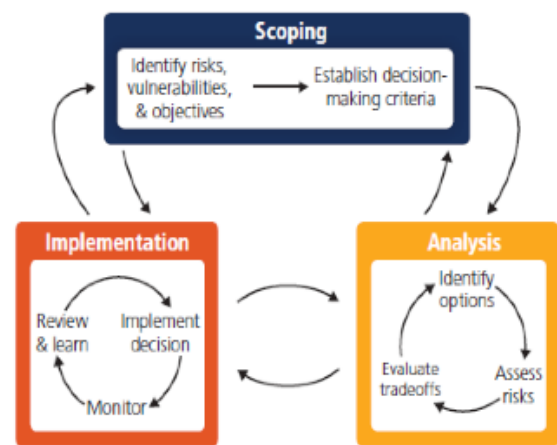 Scoping
Identify risks,
vulnerabilities,
& objectives
Establish decision-
making criteria
Implementation
Review
& learn
Implement
decision
Monitor
Analysis
Identify
options
Assess
risks
Evaluate
tradeoffs